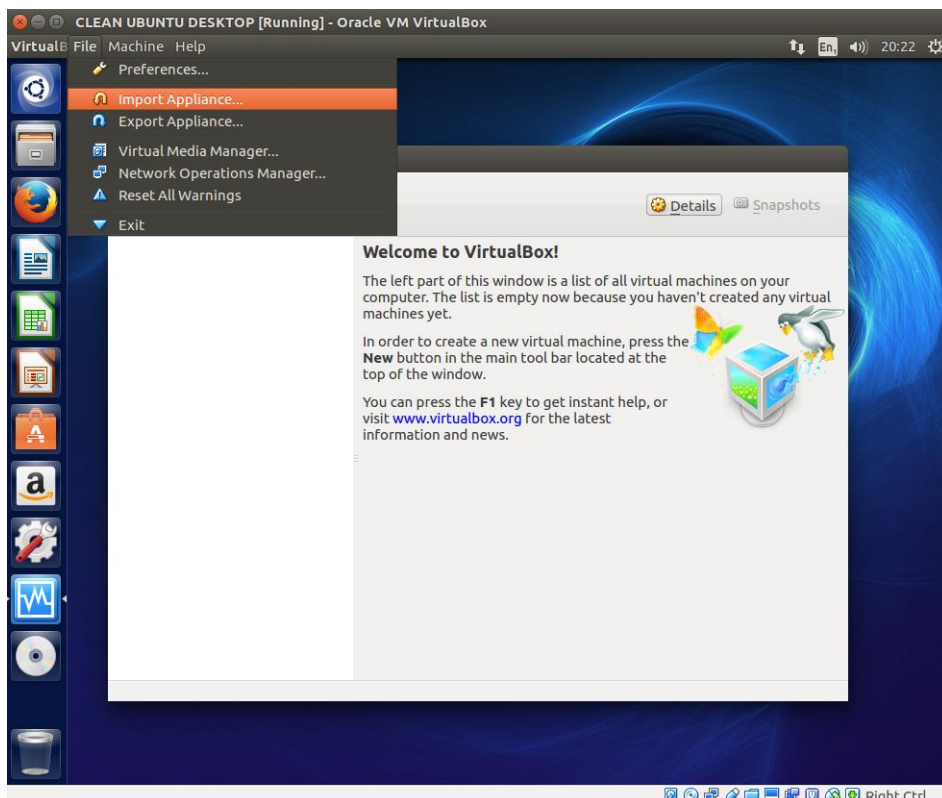 CLEAN UBUNTU DESKTOP [Running] - Oracle VM VirtualBox
VirtualB File Machine Help En1 20:22
Preferences...
Import Appliance...
Export Appliance...
Virtual Media Manager...
Network Operations Manager...
Reset All Warnings
Exit
Details Snapshots
Welcome to VirtualBox!
The left part of this window is a list of all virtual machines on your
computer. The list is empty now because you haven't created any virtual
machines yet.
In order to create a new virtual machine, press the
New button in the main tool bar located at the
top of the window.
You can press the F1 key to get instant help, or
visit www.virtualbox.org for the latest
information and news.
a
Right Ctrl